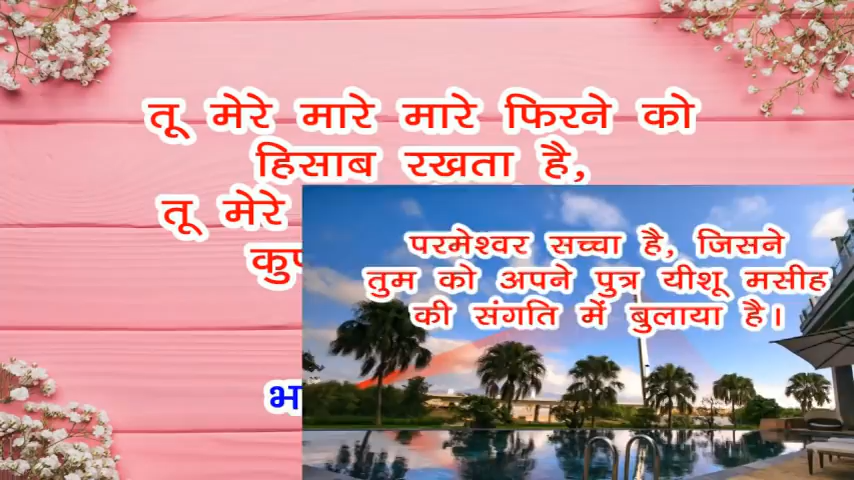 तू मेरे मारे मारे फिरने को
हिसाब रखता है,
तू मेरे
परमेश्वर सच्चा है, जिसने
तुम को अपने पुत्र यीशू मसीह
की संगति में बुलाया है।